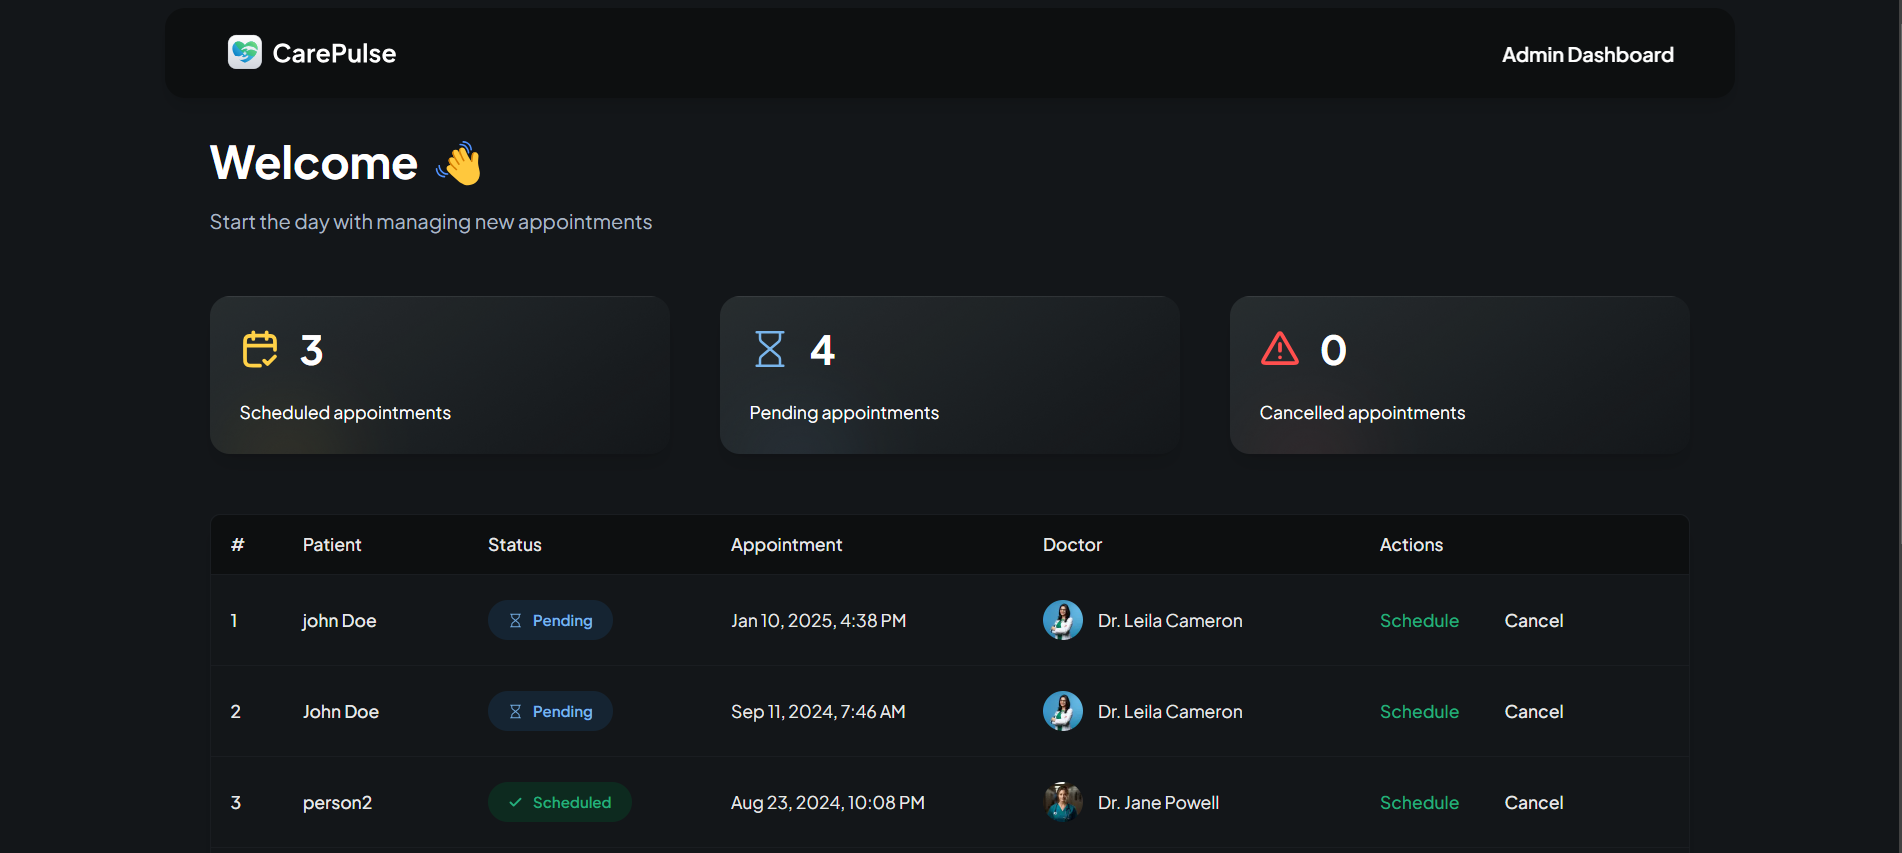 CarePulse
Admin Dashboard
Welcome 👋
Start the day with managing new appointments
3
Scheduled appointments
4
Pending appointments
0
Cancelled appointments
# Patient Status Appointment Doctor Actions
1 john Doe Pending Jan 10, 2025, 4:38 PM Dr. Leila Cameron Schedule Cancel
2 John Doe Pending Sep 11, 2024, 7:46 AM Dr. Leila Cameron Schedule Cancel
3 person2 Scheduled Aug 23, 2024, 10:08 PM Dr. Jane Powell Schedule Cancel